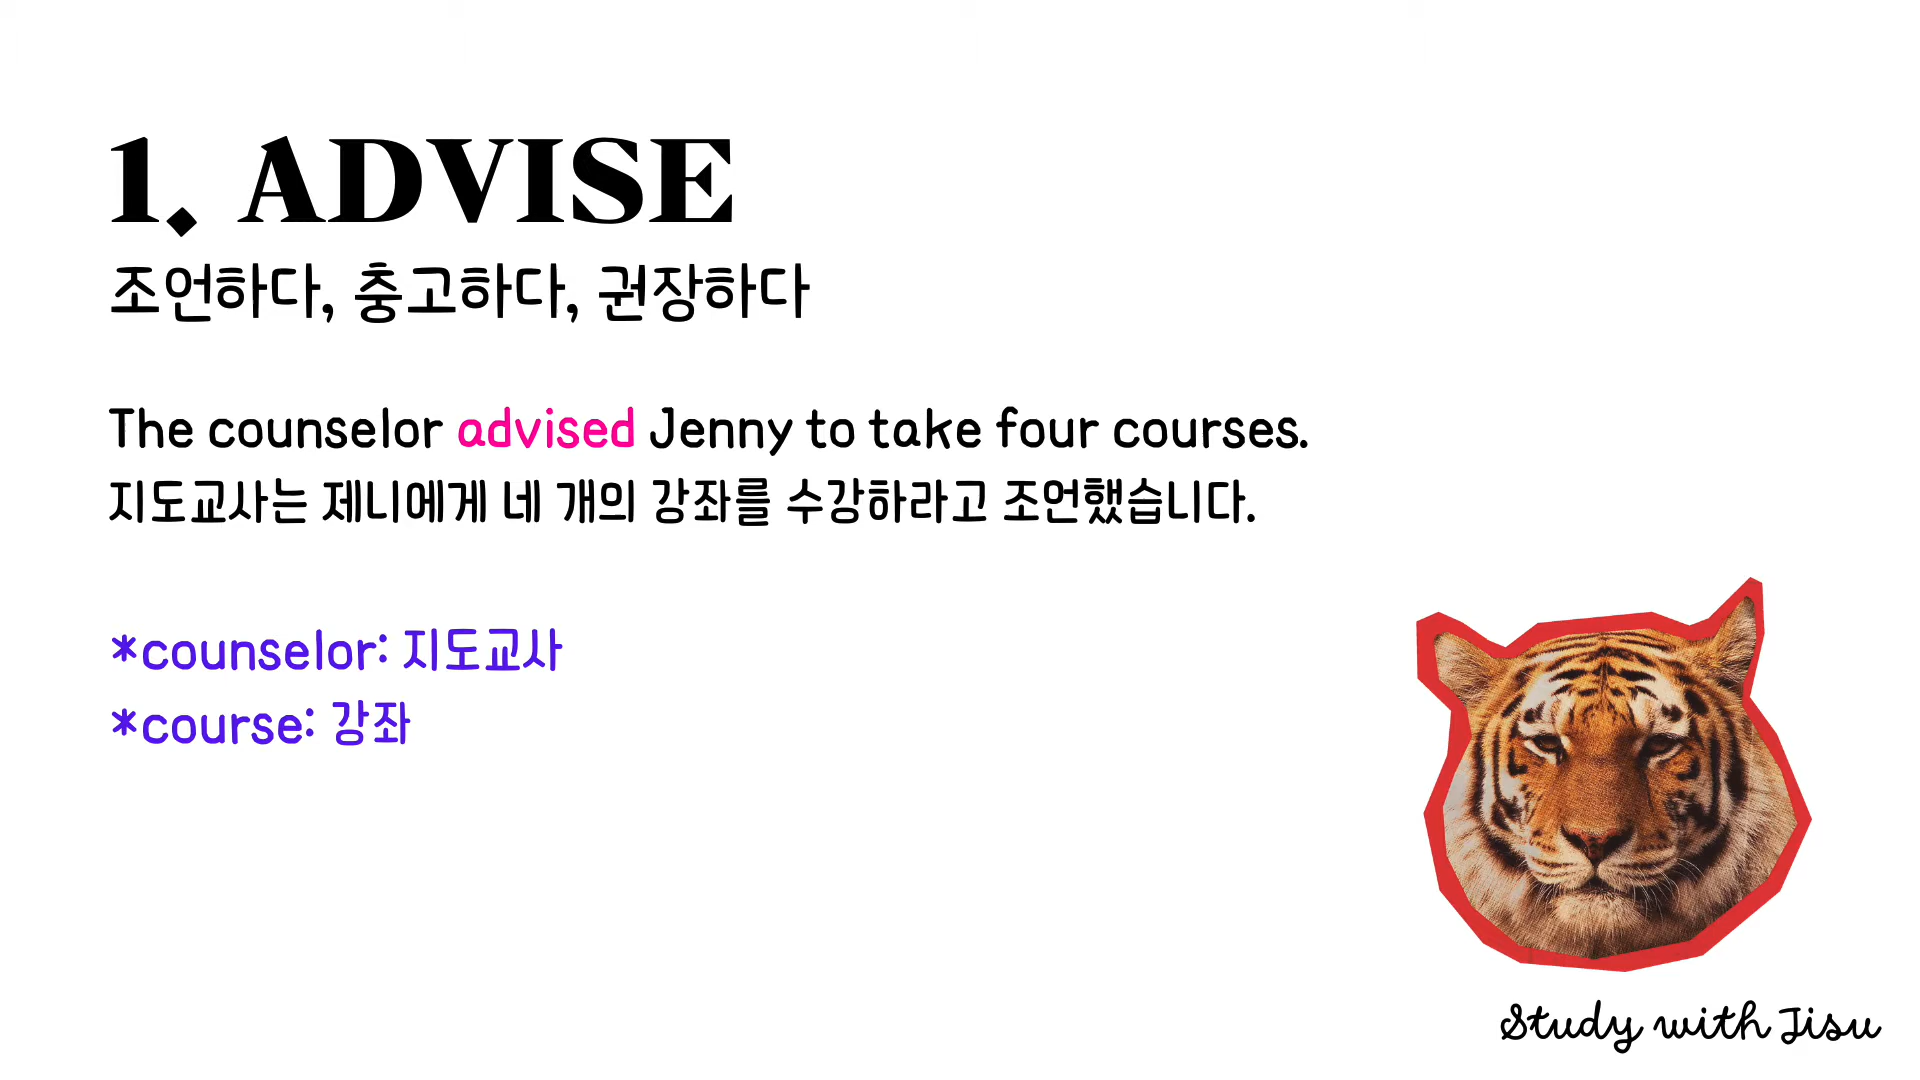 1. ADVISE
조언하다, 충고하다, 권장하다
The counselor advised Jenny to take four courses.
지도교사는 제니에게 네 개의 강좌를 수강하라고 조언했습니다.
*counselor: 지도교사
*course: 강좌
Study with Jisu